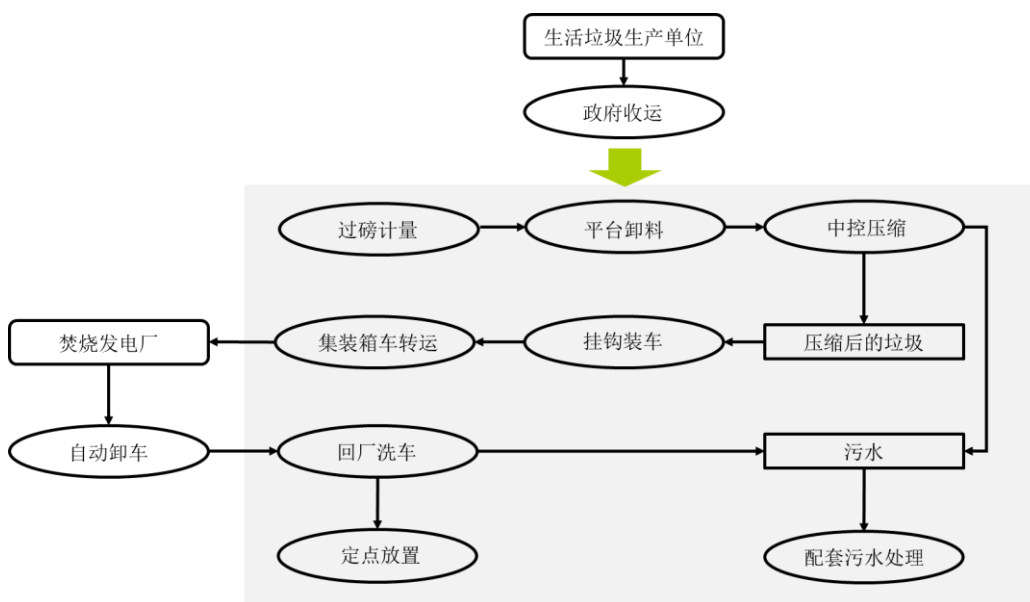 生活垃圾生产单位
政府收运
过磅计量
平台卸料
中控压缩
焚烧发电厂
集装箱车转运
挂钩装车
压缩后的垃圾
自动卸车
回厂洗车
污水
定点放置
配套污水处理